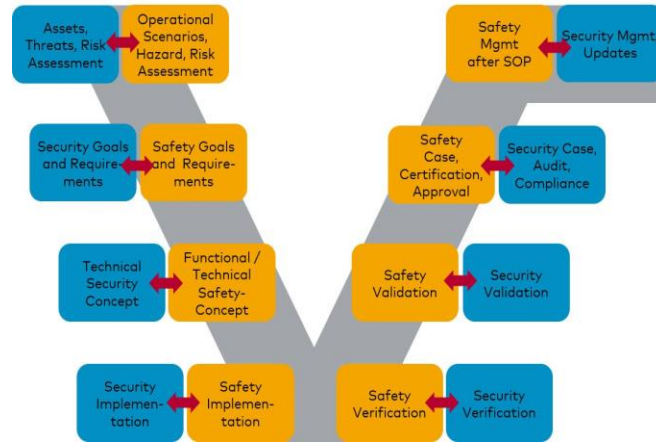 Assets,
Threats, Risk
Assessment
Operational
Scenarios,
Hazard, Risk
Assessment
Safety
Mgmt
after SOP
Security Mgmt
Updates
Security Goals
and Require-
ments
Safety Goals
and Require-
ments
Safety
Case,
Certification,
Approval
Security Case,
Audit,
Compliance
Technical
Security
Concept
Functional /
Technical
Safety-
Concept
Safety
Validation
Security
Validation
Security
Implemen-
tation
Safety
Implemen-
tation
Safety
Verification
Security
Verification